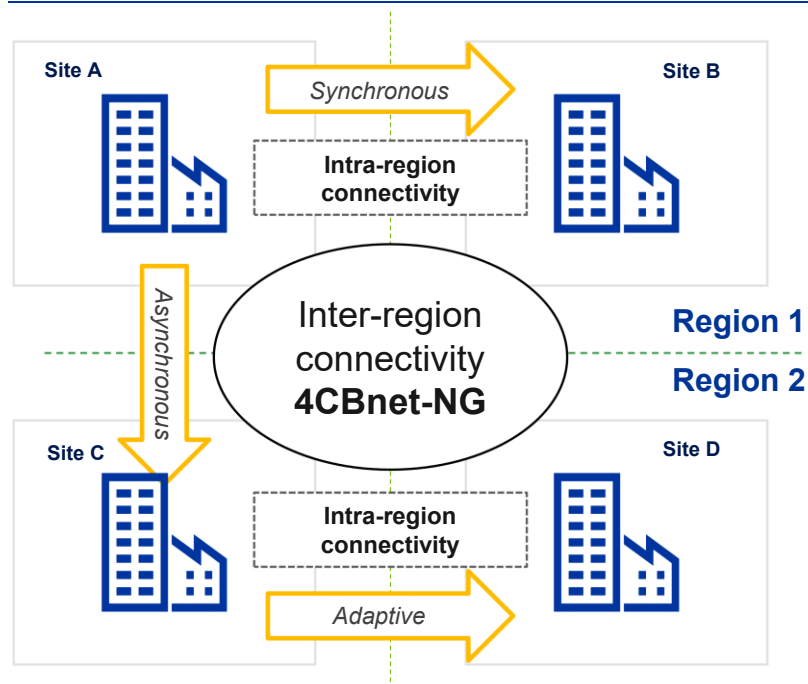 Site A
Synchronous
Site B
Intra-region
connectivity
Asynchronous
Inter-region
connectivity
4CBnet-NG
Region 1
Region 2
Site C
Site D
Intra-region
connectivity
Adaptive